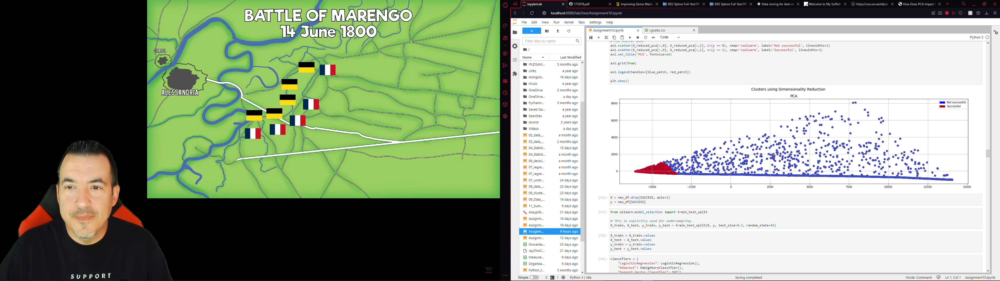 BATTLE OF MARENGO
14 June 1800
CITADEL
ALESSANDRIA
SUPPORT
JupyterLab
175078.pdf
Improving Game Marke
IEEE Xplore Full-Text PD
IEEE Xplore Full-Text PD
Data mining for item re
Welcome to My Suffolk
https://uos.on.worldcat.
How Does PCA Impact
localhost:8888/lab/tree/Assignment10.ipynb
File Edit View Run Kernel Tabs Settings Help
Filter files by name
/
Name Last Modified
IPLDSAM... 5 months ago
Links a year ago
mongod... 16 days ago
Music a year ago
OneDrive 2 months ago
OneDrive... a day ago
Pycharm... 5 months ago
Saved Ga... a year ago
Searches a year ago
source 2 years ago
Videos a day ago
03_data_... a month ago
03_data_... 2 months ago
04_Statist... 13 days ago
04_Statist... a month ago
06_decisi... a month ago
07_regre... a month ago
07_regre... a month ago
07_unstr... 24 days ago
08_data_... 23 days ago
09_cluste... 22 days ago
09_Data_... 14 days ago
11_Sum... 9 days ago
AraujoRi... 21 days ago
Assignm... 14 days ago
Assignm... 10 days ago
Assignm... 9 hours ago
Assignm... 13 days ago
Groceries... 23 days ago
JayChoiC... 21 days ago
Measure... 9 days ago
Organisa... 9 days ago
Python_t... 5 months ago
Assignment10.ipynb
vgsales.csv
Code
Python 3
# PCA scatter plot
ax1.scatter(X_reduced_pca[:,0], X_reduced_pca[:,1], c=(y == 0), cmap='coolwarm', label='Not successful', linewidths=2)
ax1.scatter(X_reduced_pca[:,0], X_reduced_pca[:,1], c=(y == 1), cmap='coolwarm', label='Successful', linewidths=2)
ax1.set_title('PCA', fontsize=14)
ax1.grid(True)
ax1.legend(handles=[blue_patch, red_patch])
plt.show()
Clusters using Dimensionality Reduction
PCA
Not successful
Successful
8000
6000
4000
2000
0
−5000 −2500 0 2500 5000 7500 10000 12500 15000
[36]: X = new_df.drop(SUCCESS, axis=1)
y = new_df[SUCCESS]
[37]: from sklearn.model_selection import train_test_split
# This is explicitly used for undersampling.
X_train, X_test, y_train, y_test = train_test_split(X, y, test_size=0.2, random_state=42)
[38]: X_train = X_train.values
X_test = X_test.values
y_train = y_train.values
y_test = y_test.values
[39]: classifiers = {
"LogisiticRegression": LogisticRegression(),
"KNearest": KNeighborsClassifier(),
"Support Vector Classifier": SVC(),
Simple 0 1 Python 3 | Idle Saving completed Mode: Command Ln 1, Col 1 Assignment10.ipynb